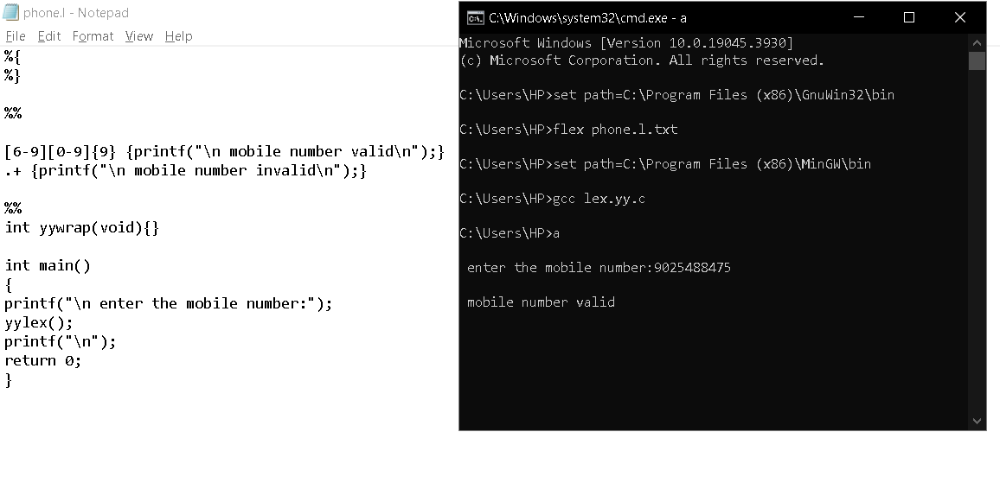 phone.l - Notepad
File Edit Format View Help
%{
%}
%%
[6-9][0-9]{9} {printf("\n mobile number valid\n");}
.+ {printf("\n mobile number invalid\n");}
%%
int yywrap(void){}
int main()
{
printf("\n enter the mobile number:");
yylex();
printf("\n");
return 0;
}
C:\Windows\system32\cmd.exe - a
Microsoft Windows [Version 10.0.19045.3930]
(c) Microsoft Corporation. All rights reserved.
C:\Users\HP>set path=C:\Program Files (x86)\GnuWin32\bin
C:\Users\HP>flex phone.l.txt
C:\Users\HP>set path=C:\Program Files (x86)\MinGW\bin
C:\Users\HP>gcc lex.yy.c
C:\Users\HP>a
enter the mobile number:9025488475
mobile number valid